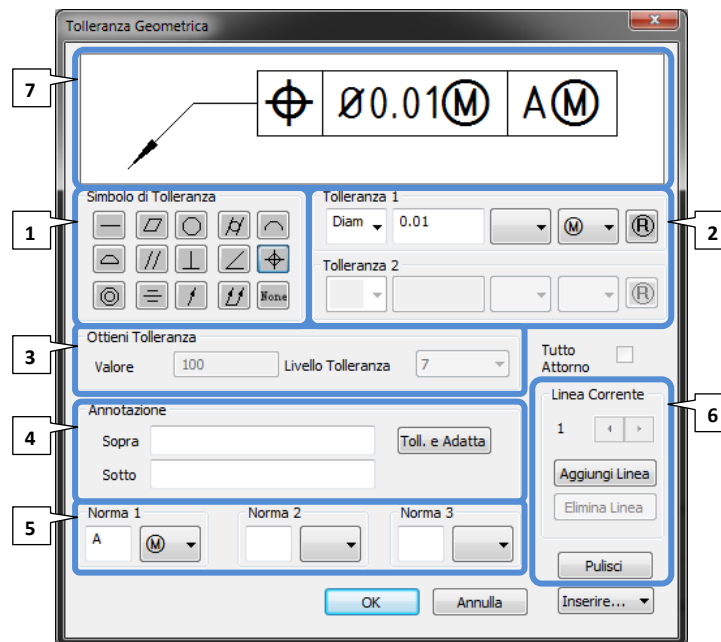 Tolleranza Geometrica
7
Ø0.01Ⓜ AⓂ
Simbolo di Tolleranza
1
None
Tolleranza 1
Diam 0.01 Ⓜ Ⓡ
2
Tolleranza 2
Ⓡ
3
Ottieni Tolleranza
Valore 100 Livello Tolleranza 7
Tutto
Attorno
4
Annotazione
Sopra Toll. e Adatta
Sotto
Linea Corrente
6
1
Aggiungi Linea
Elimina Linea
Pulisci
5
Norma 1 Norma 2 Norma 3
A Ⓜ
OK Annulla Inserire...